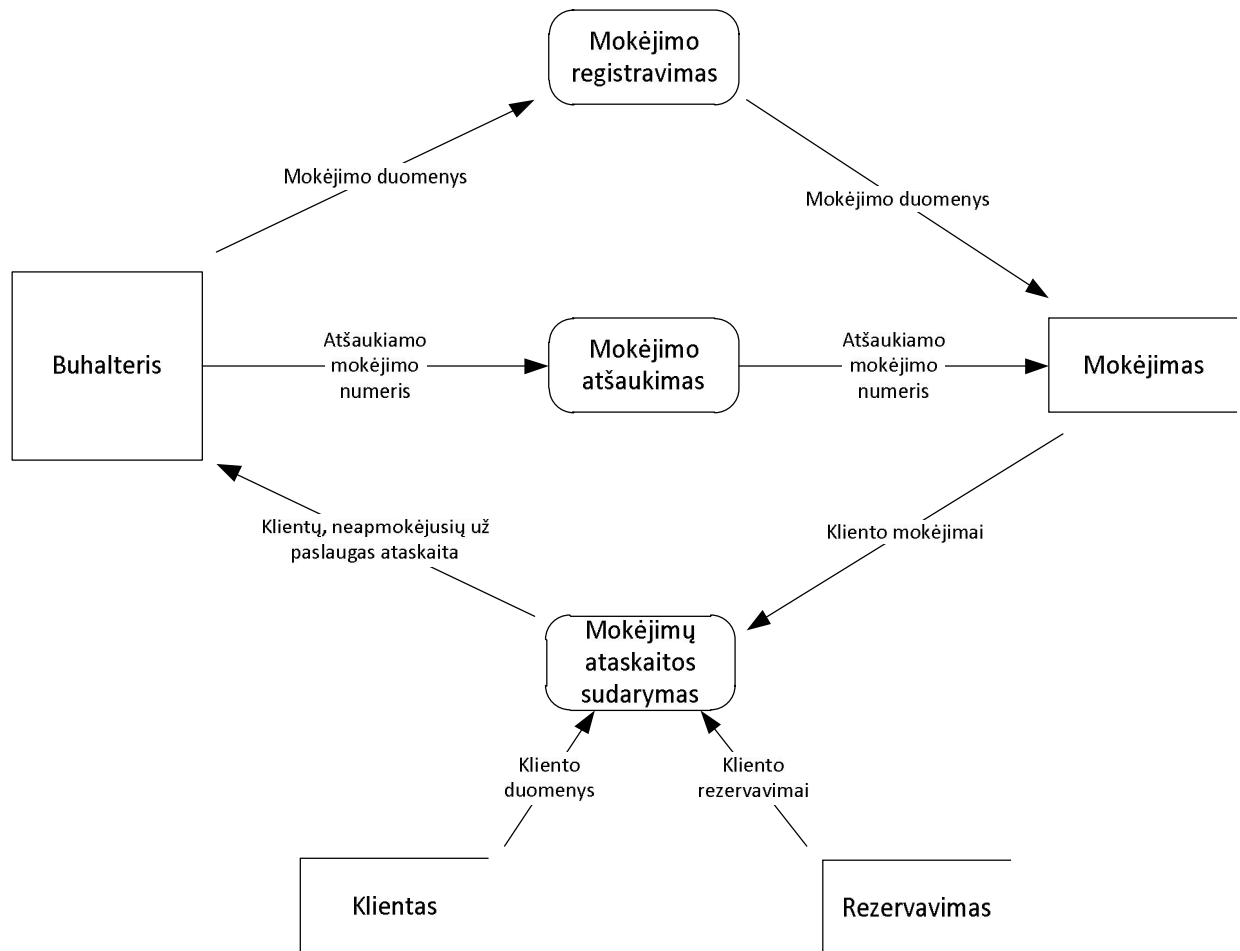 Mokėjimo
registravimas
Mokėjimo duomenys
Mokėjimo duomenys
Buhalteris
Atšaukiamo
mokėjimo
numeris
Mokėjimo
atšaukimas
Atšaukiamo
mokėjimo
numeris
Mokėjimas
Klientų, neapmokėjusių už
paslaugas ataskaita
Kliento mokėjimai
Mokėjimų
ataskaitos
sudarymas
Kliento
duomenys
Kliento
rezervavimai
Klientas
Rezervavimas